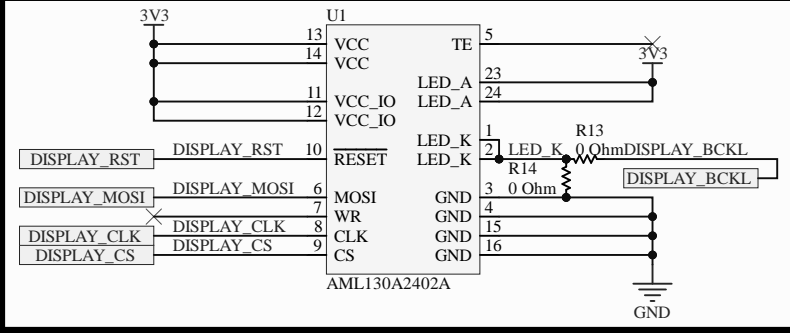 3V3
U1
13 VCC
14 VCC
11 VCC_IO
12 VCC_IO
DISPLAY_RST DISPLAY_RST 10 RESET
DISPLAY_MOSI DISPLAY_MOSI 6 MOSI
7 WR
DISPLAY_CLK DISPLAY_CLK 8 CLK
DISPLAY_CS DISPLAY_CS 9 CS
TE 5
3V3
LED_A 23
LED_A 24
LED_K 1
LED_K 2 LED_K
R13
0 Ohm DISPLAY_BCKL
DISPLAY_BCKL
R14
0 Ohm
GND 3
GND 4
GND 15
GND 16
GND
AML130A2402A